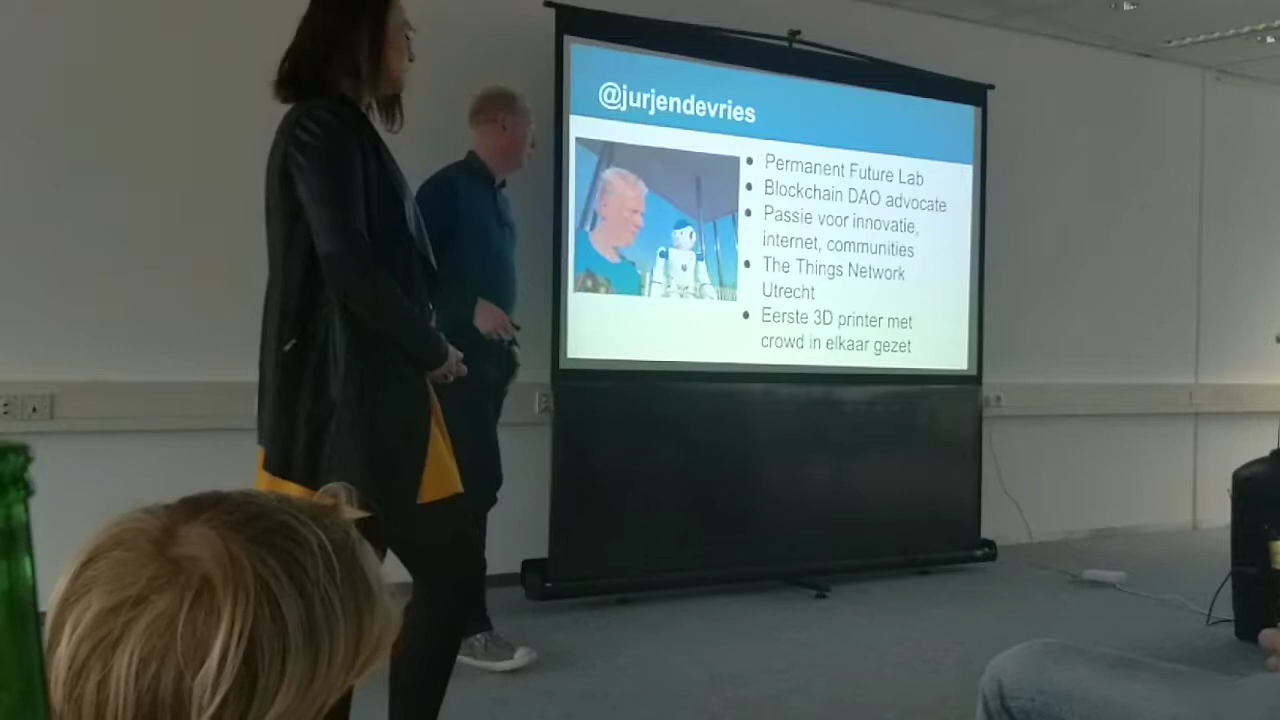 @jurjendevries
Permanent Future Lab
Blockchain DAO advocate
Passie voor innovatie,
internet, communities
The Things Network
Utrecht
Eerste 3D printer met
crowd in elkaar gezet